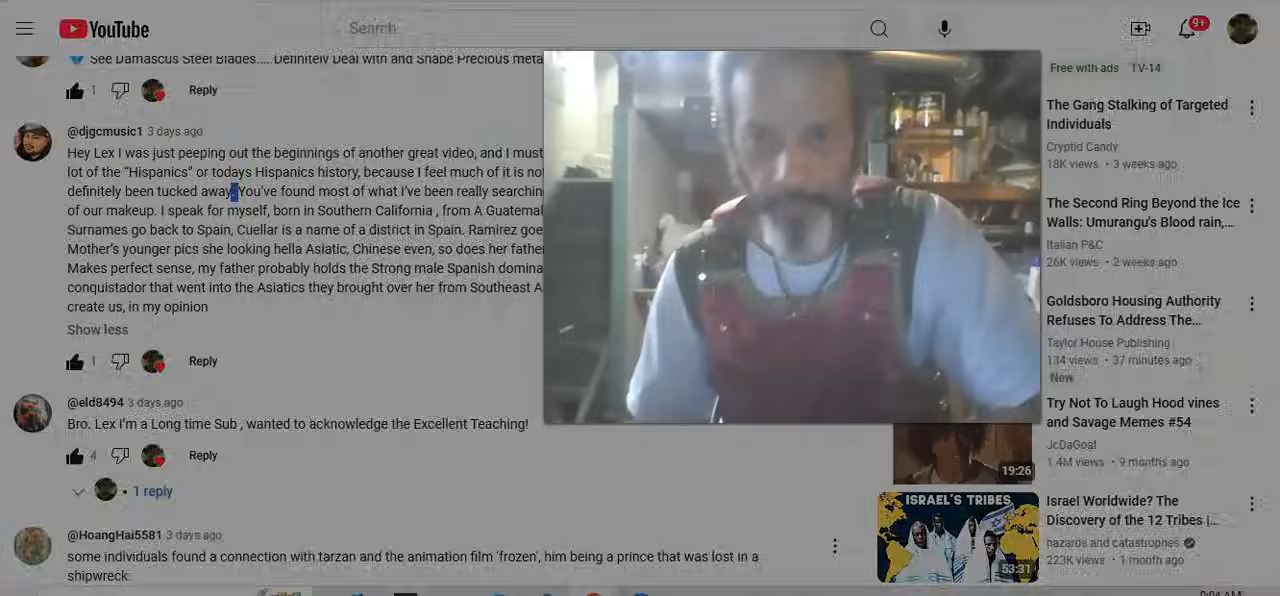 YouTube
Search
9+
See Damascus Steel Blades.... Definitely Deal with and Shape Precious meta
1
Reply
@djgcmusic1 3 days ago
Hey Lex I was just peeping out the beginnings of another great video, and I must
lot of the "Hispanics" or todays Hispanics history, because I feel much of it is not
definitely been tucked away. You've found most of what I've been really searchin
of our makeup. I speak for myself, born in Southern California , from A Guatemal
Surnames go back to Spain, Cuellar is a name of a district in Spain. Ramirez goe
Mother's younger pics she looking hella Asiatic, Chinese even, so does her father
Makes perfect sense, my father probably holds the Strong male Spanish domina
conquistador that went into the Asiatics they brought over her from Southeast A
create us, in my opinion
Show less
1
Reply
@eld8494 3 days ago
Bro. Lex I'm a Long time Sub , wanted to acknowledge the Excellent Teaching!
4
Reply
1 reply
@HoangHai5581 3 days ago
some individuals found a connection with tarzan and the animation film 'frozen', him being a prince that was lost in a
shipwreck
Free with ads TV-14
The Gang Stalking of Targeted
Individuals
Cryptid Candy
18K views • 3 weeks ago
The Second Ring Beyond the Ice
Walls: Umurangu's Blood rain,...
Italian P&C
26K views • 2 weeks ago
Goldsboro Housing Authority
Refuses To Address The...
Taylor House Publishing
134 views • 37 minutes ago
New
19:26
Try Not To Laugh Hood vines
and Savage Memes #54
JcDaGoat
1.4M views • 9 months ago
ISRAEL'S TRIBES
53:31
Israel Worldwide? The
Discovery of the 12 Tribes |...
hazards and catastrophes
223K views • 1 month ago